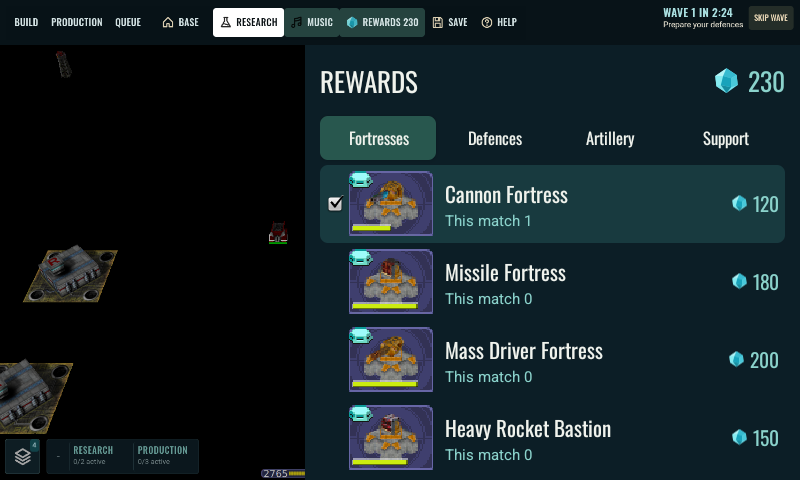 BUILD PRODUCTION QUEUE BASE RESEARCH MUSIC REWARDS 230 SAVE HELP
WAVE 1 IN 2:24
Prepare your defences
SKIP WAVE
REWARDS
230
Fortresses Defences Artillery Support
Cannon Fortress
This match 1
120
Missile Fortress
This match 0
180
Mass Driver Fortress
This match 0
200
Heavy Rocket Bastion
This match 0
150
4
- RESEARCH
0/2 active
PRODUCTION
0/3 active
2765